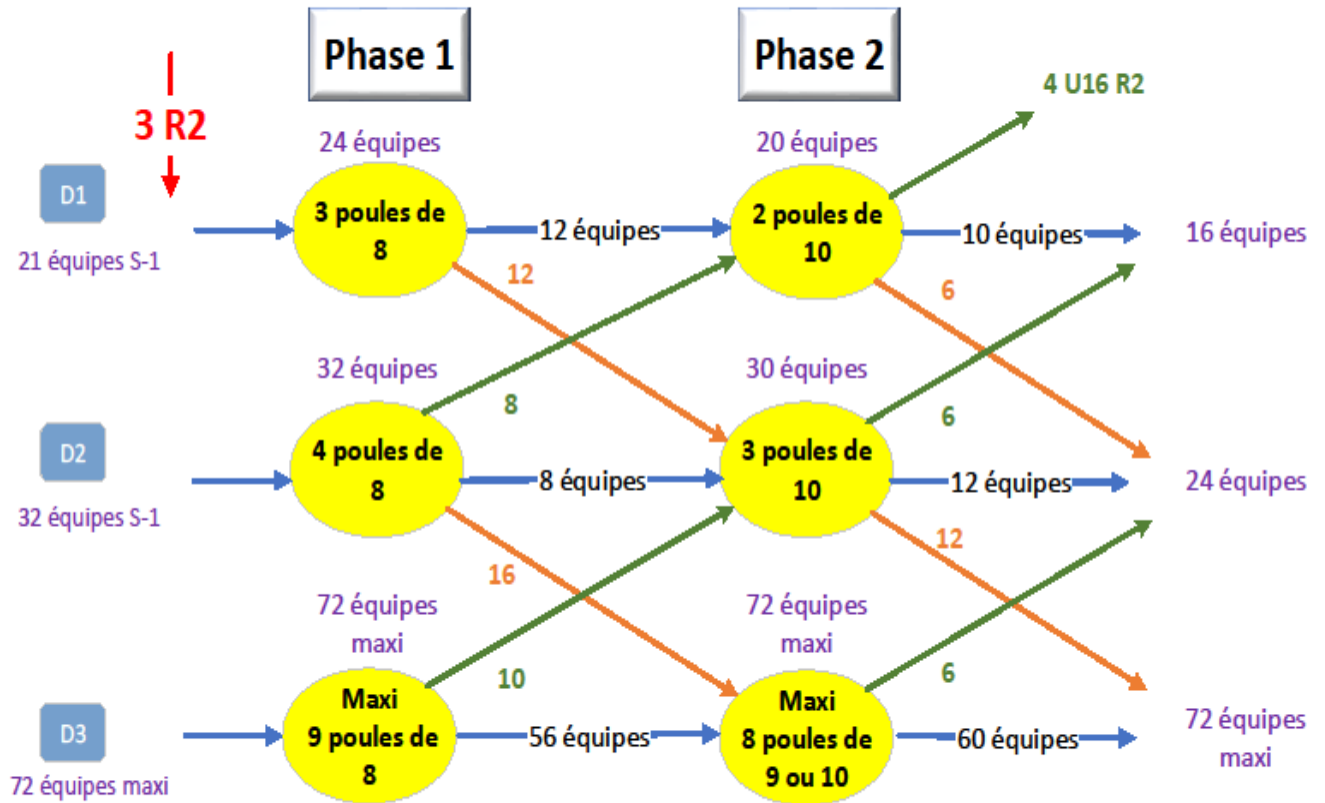 Phase 1
Phase 2
4 U16 R2
3 R2
24 équipes
20 équipes
D1
21 équipes S-1
3 poules de
8
12 équipes
2 poules de
10
10 équipes
16 équipes
12
6
32 équipes
30 équipes
8
6
D2
32 équipes S-1
4 poules de
8
8 équipes
3 poules de
10
12 équipes
24 équipes
16
12
72 équipes
maxi
72 équipes
maxi
10
6
D3
72 équipes maxi
Maxi
9 poules de
8
56 équipes
Maxi
8 poules de
9 ou 10
60 équipes
72 équipes
maxi